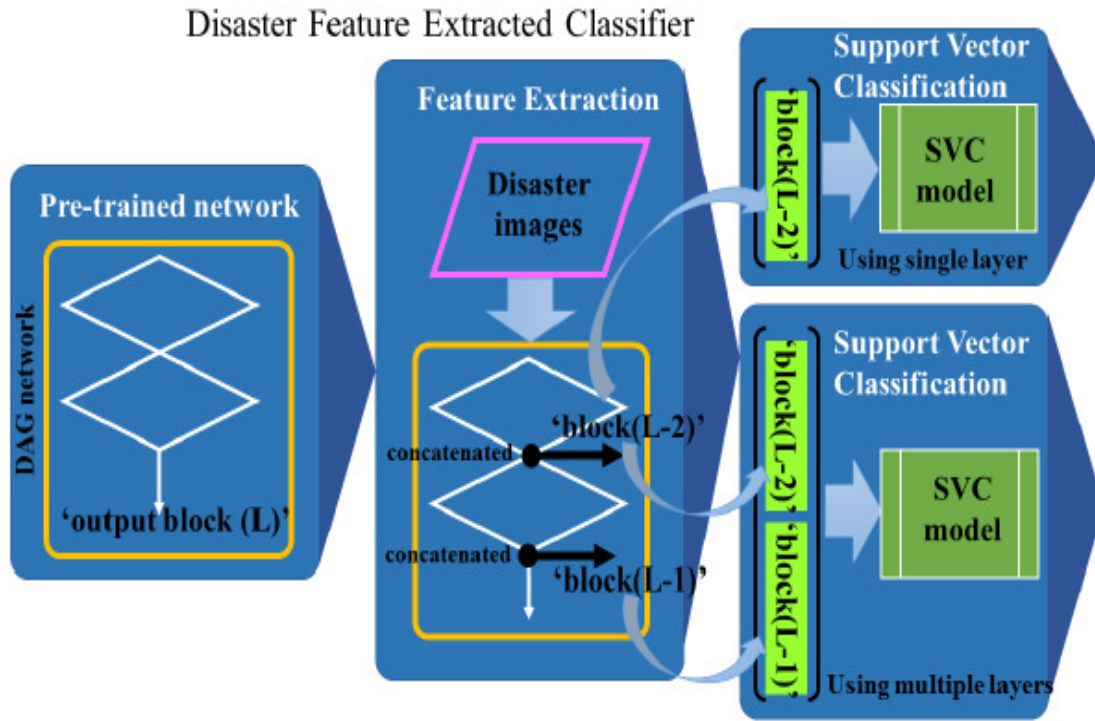 Disaster Feature Extracted Classifier
Pre-trained network
DAG network
‘output block (L)’
Feature Extraction
Disaster
images
concatenated
‘block(L-2)’
concatenated
‘block(L-1)’
Support Vector
Classification
‘block(L-2)’
SVC
model
Using single layer
Support Vector
Classification
‘block(L-2)’
‘block(L-1)’
SVC
model
Using multiple layers